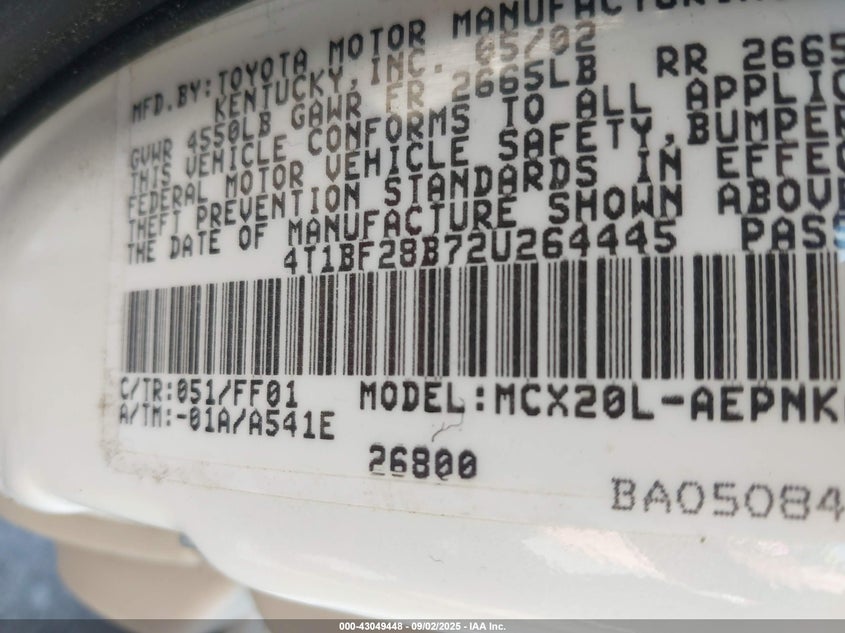 MFD.BY:TOYOTA MOTOR MANUFACTURING
KENTUCKY,INC. 05/02
GVWR 4550LB GAWR FR 2665LB RR 2665
THIS VEHICLE CONFORMS TO ALL APPLIC
FEDERAL MOTOR VEHICLE SAFETY,BUMPER
THEFT PREVENTION STANDARDS IN EFFEC
THE DATE OF MANUFACTURE SHOWN ABOVE
4T1BF28B72U264445 PASS
C/TR:051/FF01 MODEL:MCX20L-AEPNK
A/TM:-01A/A541E
26800
BA05084
000-43049448 - 09/02/2025 - IAA Inc.